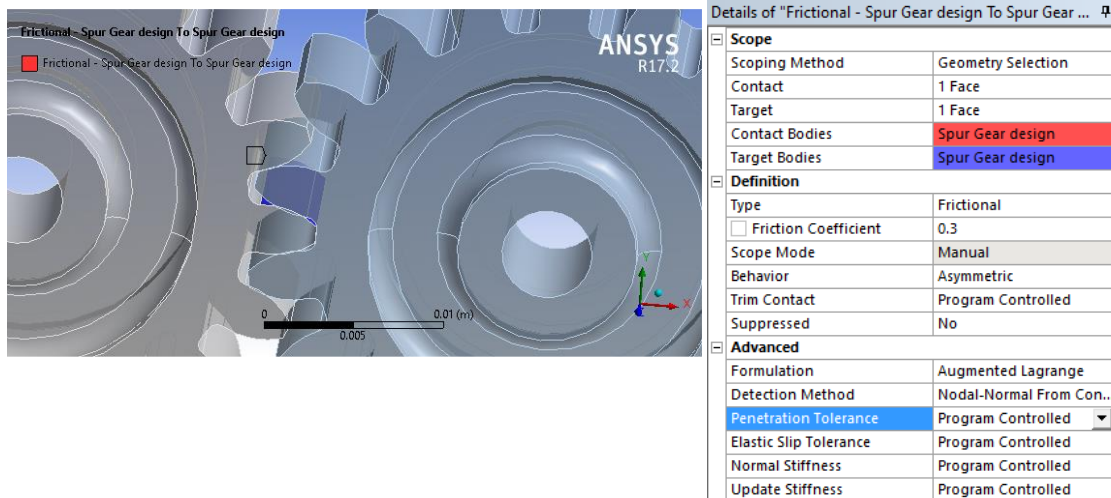 Frictional - Spur Gear design To Spur Gear design
Frictional - Spur Gear design To Spur Gear design
ANSYS
R17.2
Y
X
0
0.01 (m)
0.005
Details of "Frictional - Spur Gear design To Spur Gear ...
Scope
Scoping Method Geometry Selection
Contact 1 Face
Target 1 Face
Contact Bodies Spur Gear design
Target Bodies Spur Gear design
Definition
Type Frictional
Friction Coefficient 0.3
Scope Mode Manual
Behavior Asymmetric
Trim Contact Program Controlled
Suppressed No
Advanced
Formulation Augmented Lagrange
Detection Method Nodal-Normal From Con...
Penetration Tolerance Program Controlled
Elastic Slip Tolerance Program Controlled
Normal Stiffness Program Controlled
Update Stiffness Program Controlled